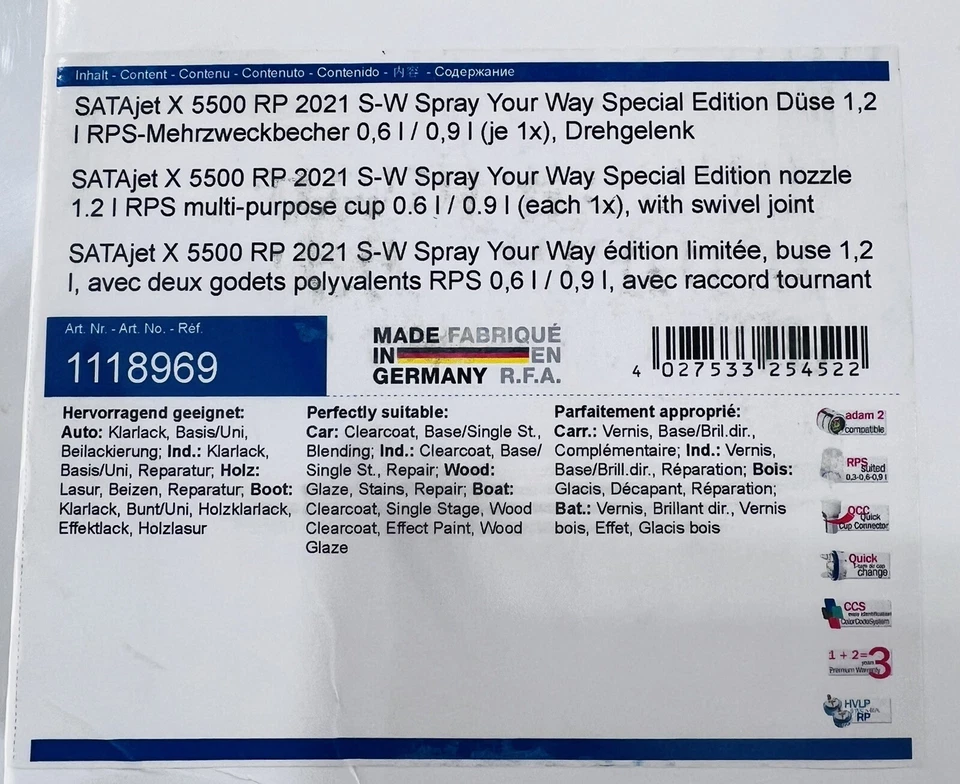 Inhalt - Content - Contenu - Contenuto - Contenido - 内容 - Содержание
SATAjet X 5500 RP 2021 S-W Spray Your Way Special Edition Düse 1,2
I RPS-Mehrzweckbecher 0,6 l / 0,9 l (je 1x), Drehgelenk
SATAjet X 5500 RP 2021 S-W Spray Your Way Special Edition nozzle
1.2 I RPS multi-purpose cup 0.6 l / 0.9 l (each 1x), with swivel joint
SATAjet X 5500 RP 2021 S-W Spray Your Way édition limitée, buse 1,2
I, avec deux godets polyvalents RPS 0,6 l / 0,9 l, avec raccord tournant
Art. Nr. - Art. No. - Réf.
1118969
MADE FABRIQUÉ
IN EN
GERMANY R.F.A.
4 027533 254522
Hervorragend geeignet:
Auto: Klarlack, Basis/Uni,
Beilackierung; Ind.: Klarlack,
Basis/Uni, Reparatur; Holz:
Lasur, Beizen, Reparatur; Boot:
Klarlack, Bunt/Uni, Holzklarlack,
Effektlack, Holzlasur
Perfectly suitable:
Car: Clearcoat, Base/Single St.,
Blending; Ind.: Clearcoat, Base/
Single St., Repair; Wood:
Glaze, Stains, Repair; Boat:
Clearcoat, Single Stage, Wood
Clearcoat, Effect Paint, Wood
Glaze
Parfaitement approprié:
Carr.: Vernis, Base/Bril.dir.,
Complémentaire; Ind.: Vernis,
Base/Brill.dir., Réparation; Bois:
Glacis, Décapant, Réparation;
Bat.: Vernis, Brillant dir., Vernis
bois, Effet, Glacis bois
adam 2
compatible
RPS
suited
0,3-0,6-0,9 l
QCC
Quick
Cup Connector
Quick
change
CCS
ColorCodeSystem
1 + 2=3
years
Premium Warranty
HVLP
RP